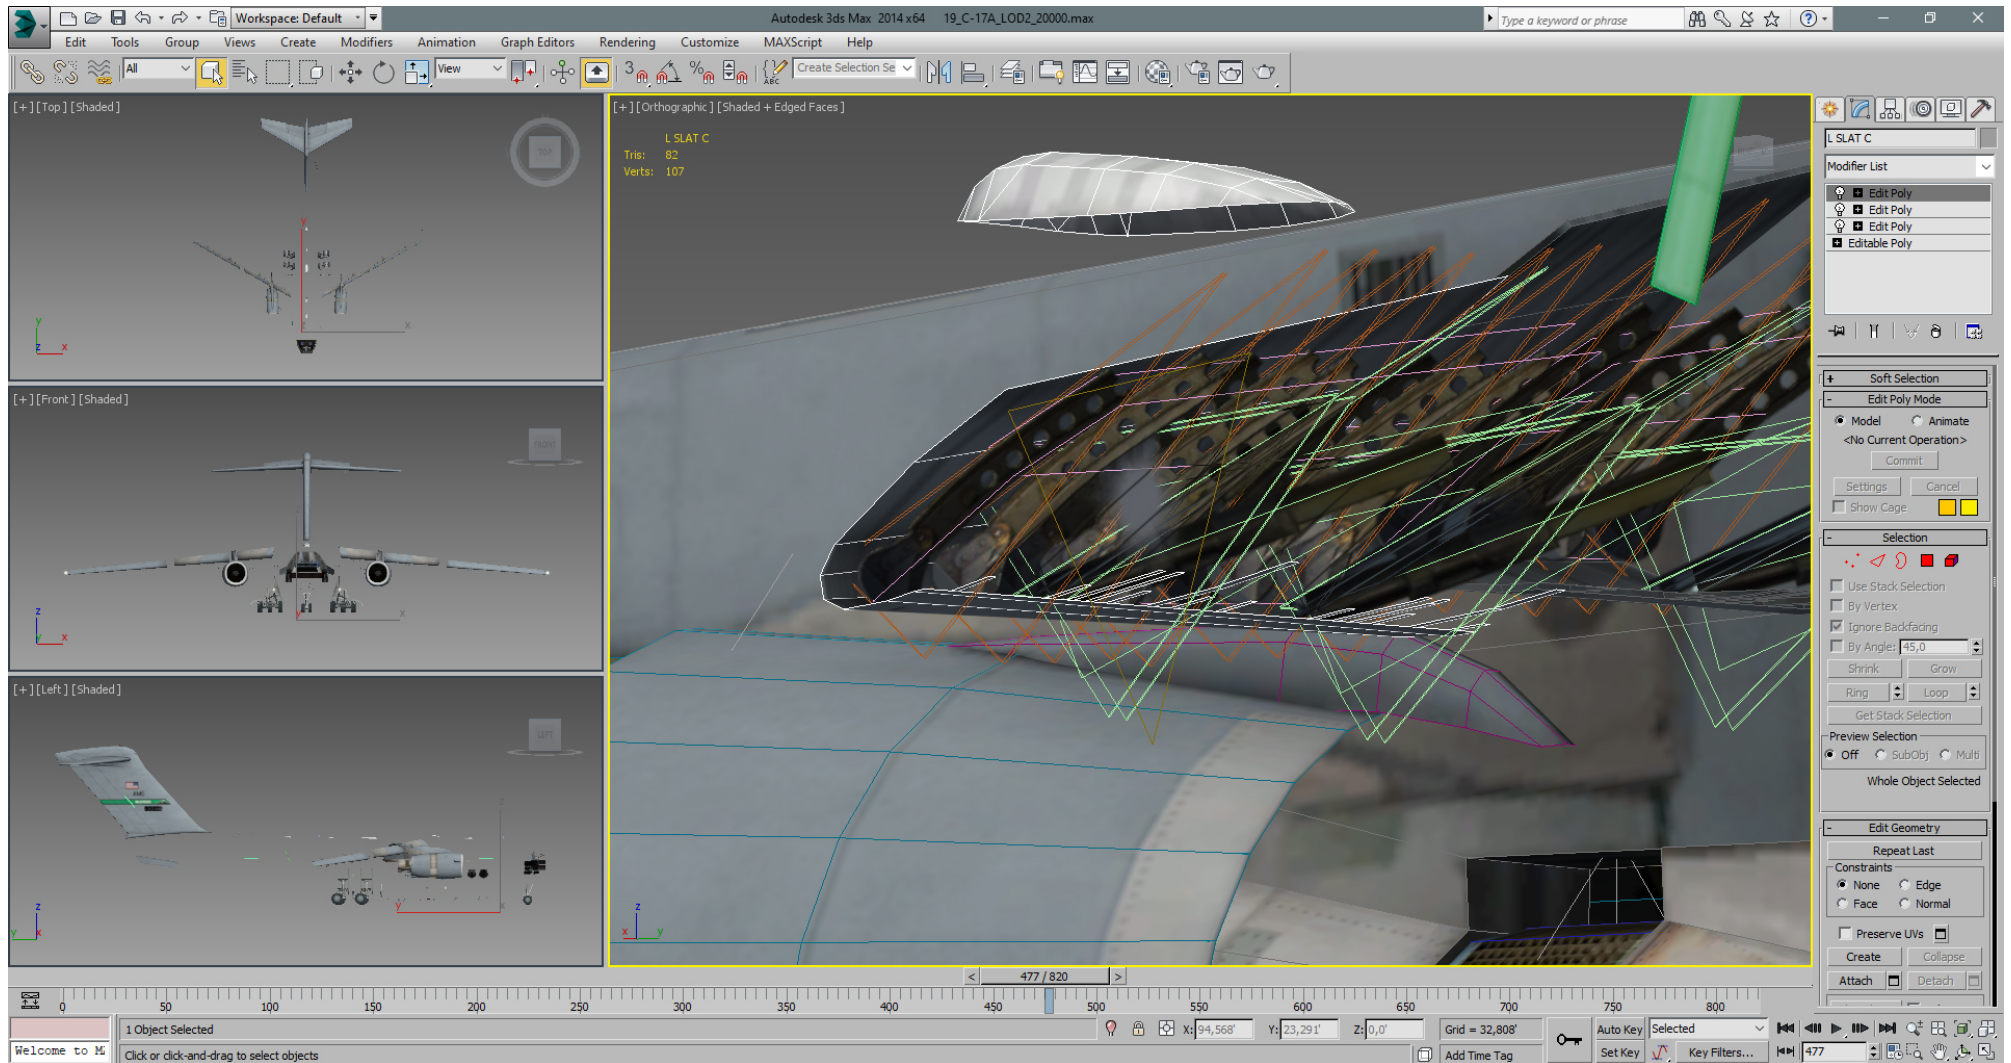 Workspace: Default
Autodesk 3ds Max 2014 x64 19_C-17A_LOD2_20000.max
Type a keyword or phrase
Edit Tools Group Views Create Modifiers Animation Graph Editors Rendering Customize MAXScript Help
All
View
3
%
ABC
Create Selection Se
[+] [Top] [Shaded]
TOP
y
x
y
z x
[+] [Front] [Shaded]
FRONT
z
x
z
x
[+] [Left] [Shaded]
LEFT
z
y
z
y
[+] [Orthographic] [Shaded + Edged Faces]
L SLAT C
Tris: 82
Verts: 107
z
x y
L SLAT C
Modifier List
Edit Poly
Edit Poly
Edit Poly
Editable Poly
+ Soft Selection
- Edit Poly Mode
Model Animate
<No Current Operation>
Commit
Settings Cancel
Show Cage
- Selection
Use Stack Selection
By Vertex
Ignore Backfacing
By Angle: 45,0
Shrink Grow
Ring Loop
Get Stack Selection
Preview Selection
Off SubObj Multi
Whole Object Selected
- Edit Geometry
Repeat Last
Constraints
None Edge
Face Normal
Preserve UVs
Create Collapse
Attach Detach
< 477 / 820 >
0 50 100 150 200 250 300 350 400 450 500 550 600 650 700 750 800
1 Object Selected
X: 94,568' Y: 23,291' Z: 0,0' Grid = 32,808'
Auto Key Selected
Welcome to M
Click or click-and-drag to select objects
Add Time Tag
Set Key Key Filters... 477